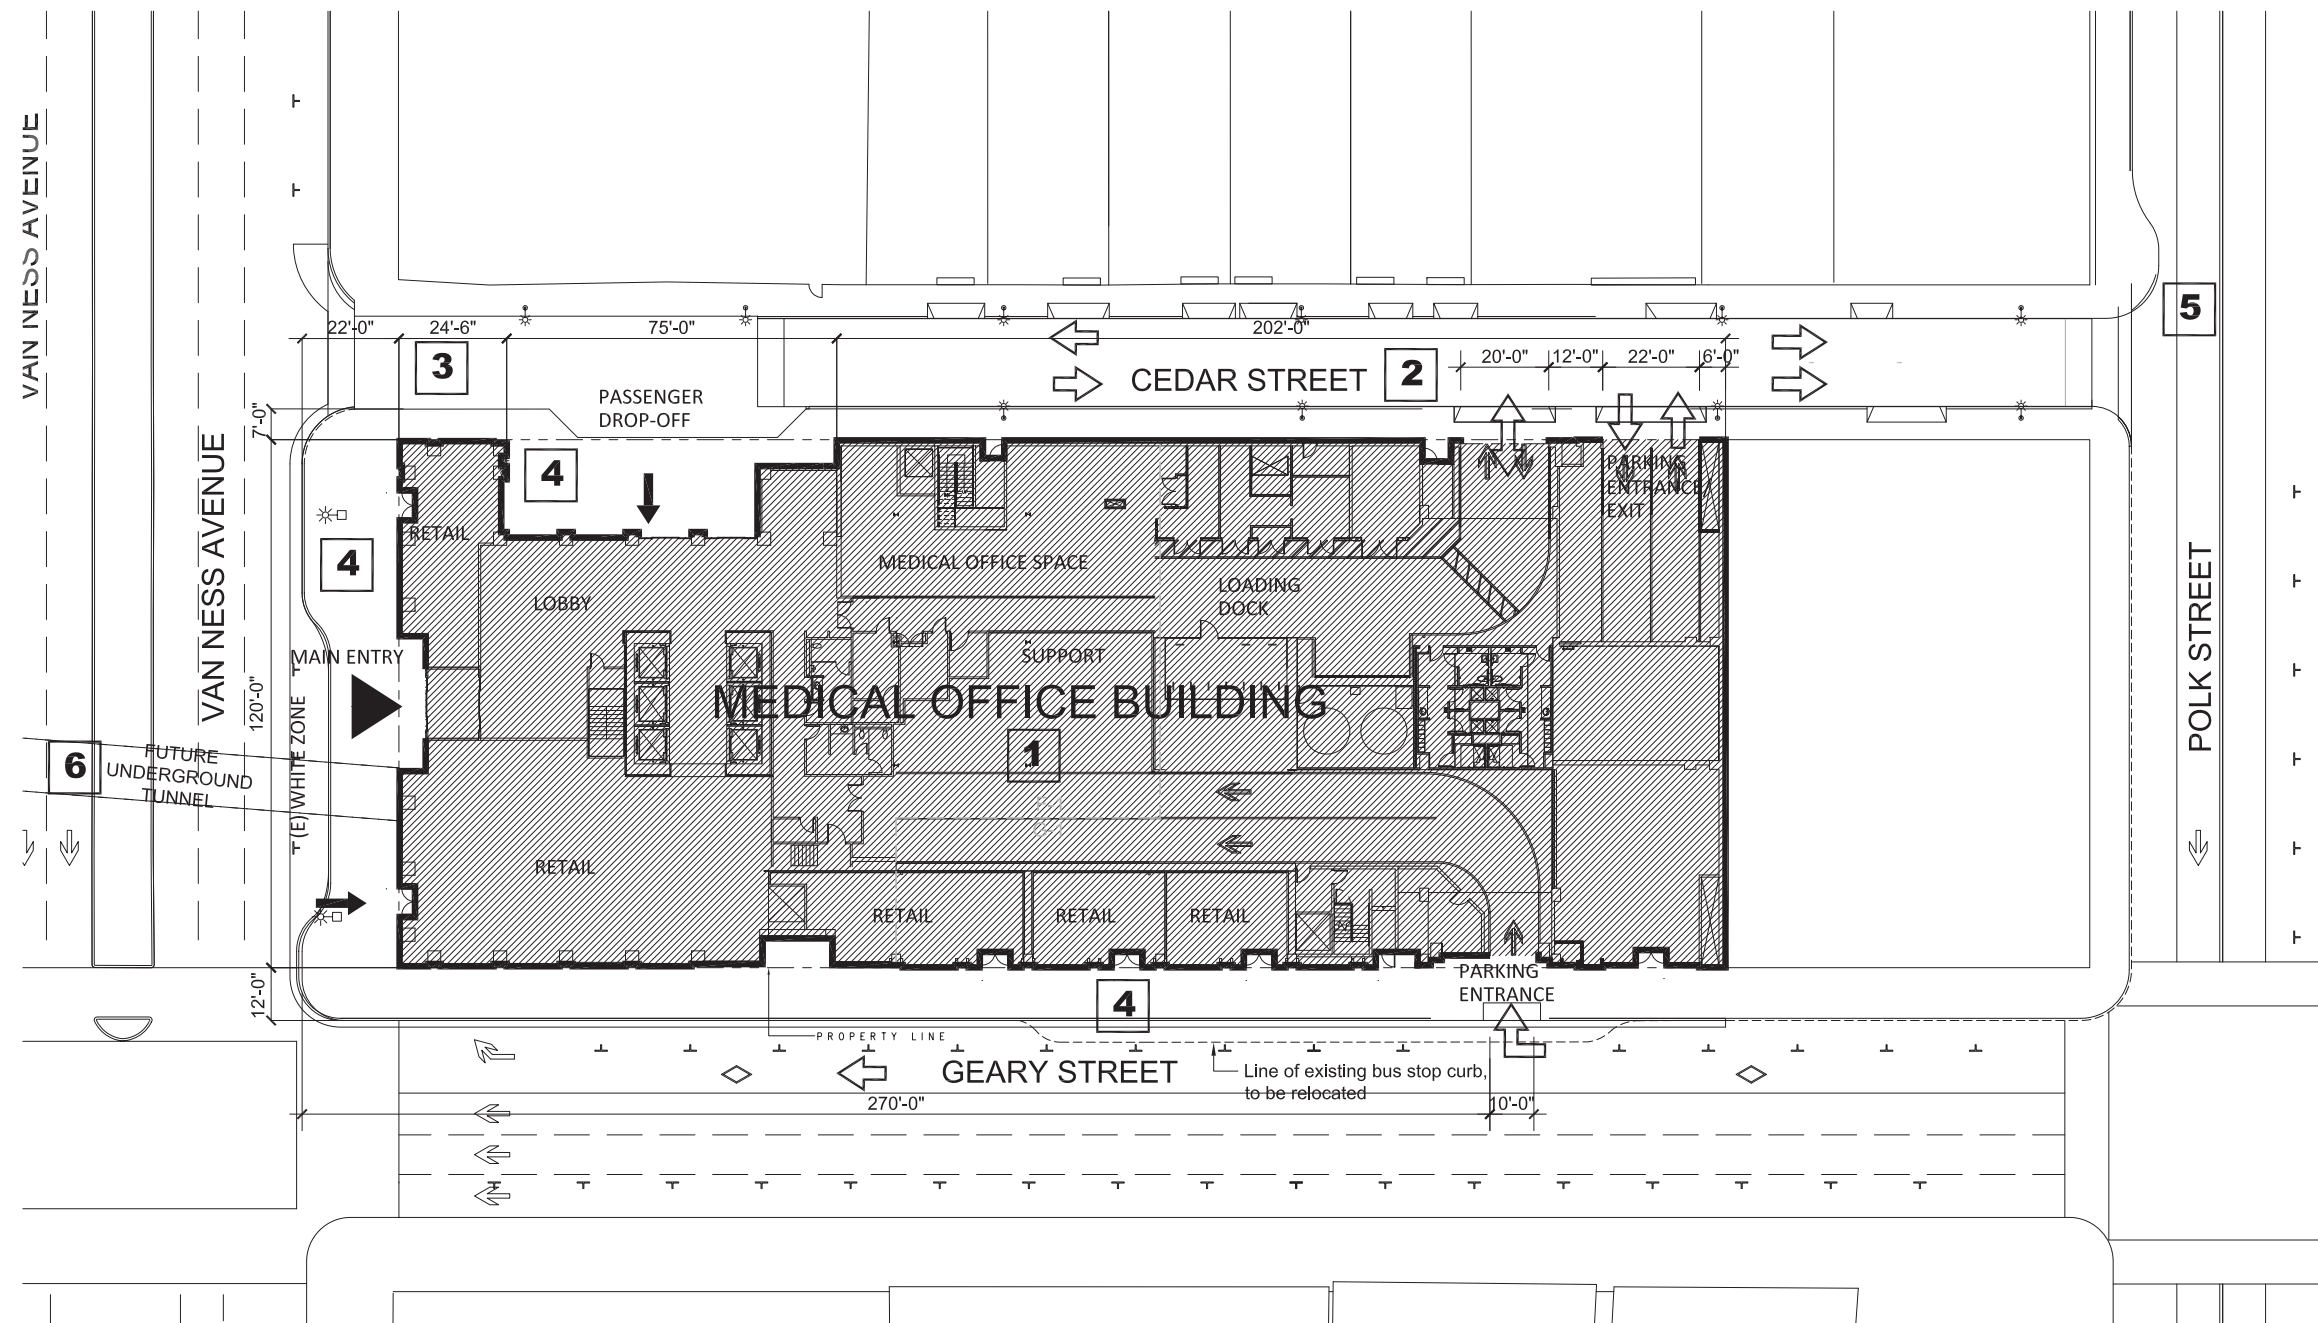 VAN NESS AVENUE
VAN NESS AVENUE
5
22'-0"
24'-6"
75'-0"
202'-0"
3
2
20'-0"
12'-0"
22'-0"
6'-0"
CEDAR STREET
PASSENGER
DROP-OFF
7'-0"
4
PARKING
ENTRANCE/
EXIT
RETAIL
4
MEDICAL OFFICE SPACE
LOADING
DOCK
LOBBY
MAIN ENTRY
SUPPORT
POLK STREET
120'-0"
MEDICAL OFFICE BUILDING
1
6
FUTURE
UNDERGROUND
TUNNEL
(E) WHITE ZONE
RETAIL
RETAIL
RETAIL
RETAIL
12'-0"
4
PARKING
ENTRANCE
PROPERTY LINE
GEARY STREET
Line of existing bus stop curb,
to be relocated
270'-0"
10'-0"